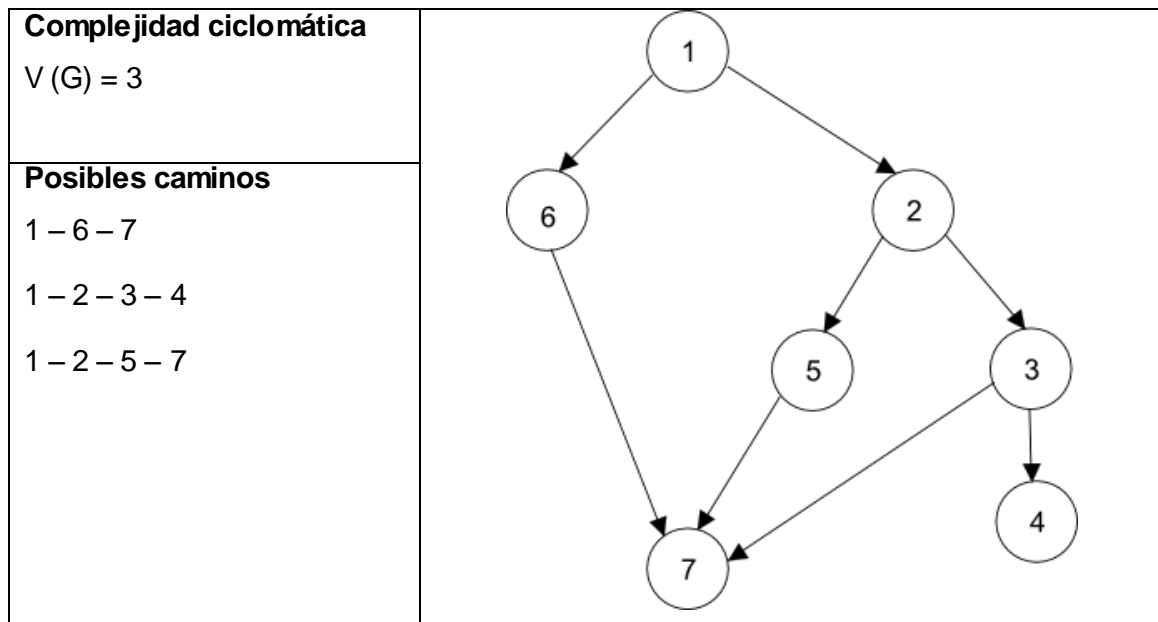 Complejidad ciclomática
V (G) = 3
Posibles caminos
1 – 6 – 7
1 – 2 – 3 – 4
1 – 2 – 5 – 7
1
6
2
5
3
4
7